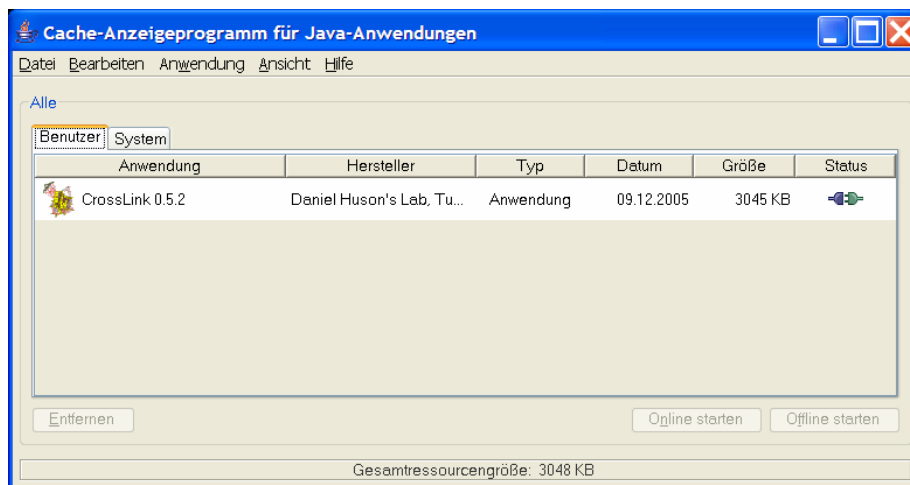 Cache-Anzeigeprogramm für Java-Anwendungen
Datei Bearbeiten Anwendung Ansicht Hilfe
Alle
Benutzer System
Anwendung Hersteller Typ Datum Größe Status
CrossLink 0.5.2 Daniel Huson's Lab, Tu... Anwendung 09.12.2005 3045 KB
Entfernen Online starten Offline starten
Gesamtressourcengröße: 3048 KB